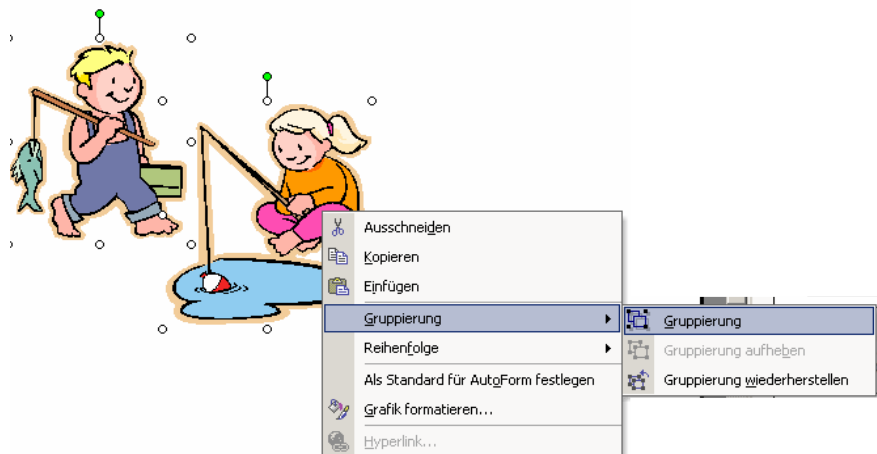 Ausschneiden
Kopieren
Einfügen
Gruppierung
Reihenfolge
Als Standard für AutoForm festlegen
Grafik formatieren...
Hyperlink...
Gruppierung
Gruppierung aufheben
Gruppierung wiederherstellen